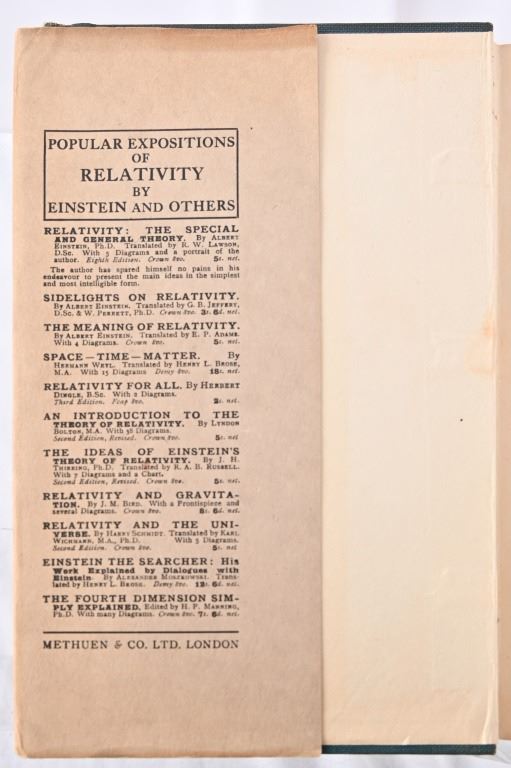 POPULAR EXPOSITIONS
OF
RELATIVITY
BY
EINSTEIN AND OTHERS
RELATIVITY: THE SPECIAL
AND GENERAL THEORY. By ALBERT
EINSTEIN, Ph.D. Translated by R. W. LAWSON,
D.Sc. With 5 Diagrams and a portrait of the
author. Eighth Edition. Crown 8vo. 5s. net.
The author has spared himself no pains in his
endeavour to present the main ideas in the simplest
and most intelligible form.
SIDELIGHTS ON RELATIVITY.
By ALBERT EINSTEIN. Translated by G. B. JEFFERY,
D.Sc. & W. PERRETT, Ph.D. Crown 8vo. 3s. 6d. net.
THE MEANING OF RELATIVITY.
By ALBERT EINSTEIN. Translated by E. P. ADAMS.
With 4 Diagrams. Crown 8vo. 5s. net.
SPACE—TIME—MATTER. By
HERMANN WEYL. Translated by HENRY L. BROSE,
M.A. With 15 Diagrams Demy 8vo. 18s. net.
RELATIVITY FOR ALL. By HERBERT
DINGLE, B.Sc. With 2 Diagrams.
Third Edition. Fcap 8vo. 2s. net.
AN INTRODUCTION TO THE
THEORY OF RELATIVITY. By LYNDON
BOLTON, M.A. With 38 Diagrams.
Second Edition, Revised. Crown 8vo. 5s. net
THE IDEAS OF EINSTEIN'S
THEORY OF RELATIVITY. By J. H.
THIRRING, Ph.D. Translated by R. A. B. RUSSELL.
With 7 Diagrams and a Chart.
Second Edition, Revised. Crown 8vo. 5s. net.
RELATIVITY AND GRAVITA-
TION. By J. M. BIRD. With a Frontispiece and
several Diagrams. Crown 8vo. 8s. 6d. net.
RELATIVITY AND THE UNI-
VERSE. By HARRY SCHMIDT. Translated by KARL
WICHMANN, M.A., Ph.D. With 5 Diagrams.
Second Edition. Crown 8vo. 5s. net
EINSTEIN THE SEARCHER: His
Work Explained by Dialogues with
Einstein. By ALEXANDER MOSZKOWSKI. Trans-
lated by HENRY L. BROSE. Demy 8vo. 12s. 6d. net.
THE FOURTH DIMENSION SIM-
PLY EXPLAINED. Edited by H. P. MANNING,
Ph.D. With many Diagrams. Crown 8vo. 7s. 6d. net.
METHUEN & CO. LTD. LONDON